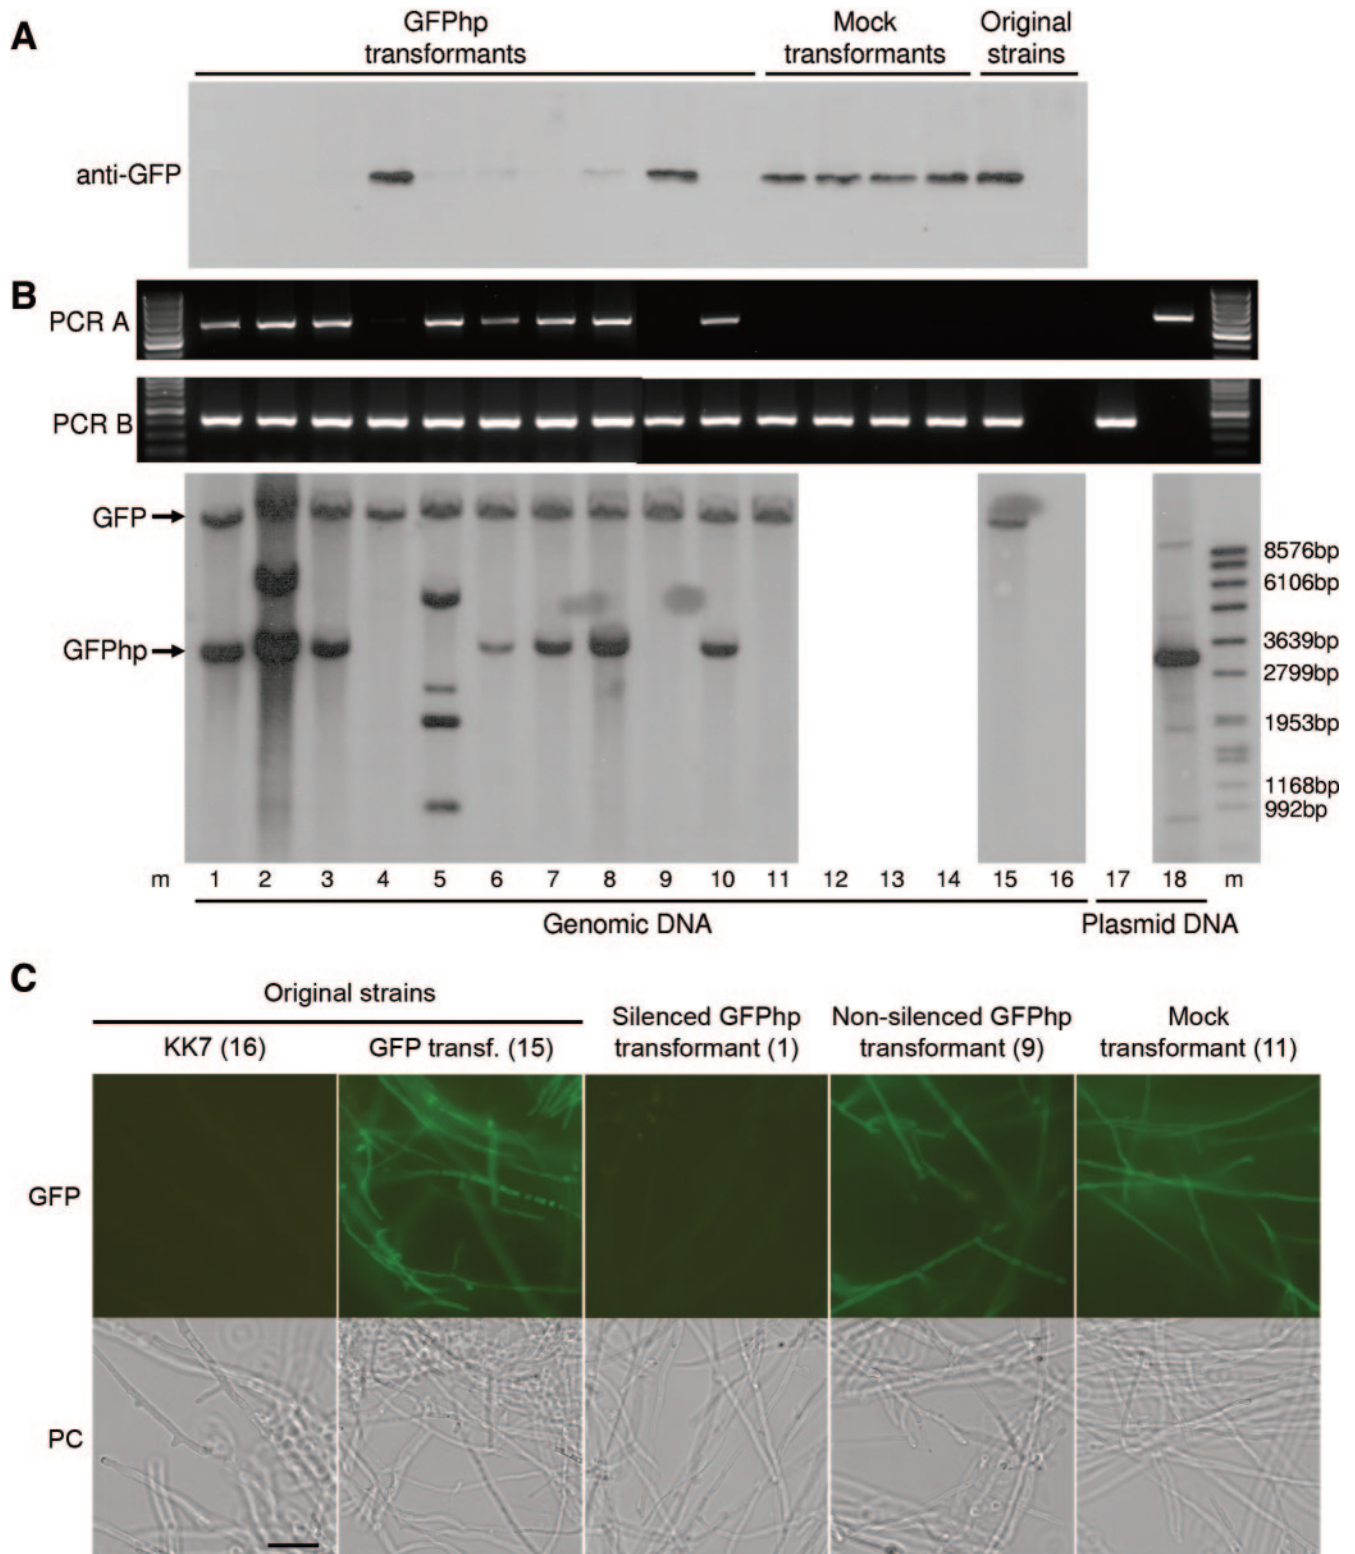 A
GFPhp
transformants
Mock
transformants
Original
strains
anti-GFP
B
PCR A
PCR B
GFP
GFPhp
8576bp
6106bp
3639bp
2799bp
1953bp
1168bp
992bp
m 1 2 3 4 5 6 7 8 9 10 11 12 13 14 15 16 17 18 m
Genomic DNA
Plasmid DNA
C
Original strains
KK7 (16)
GFP transf. (15)
Silenced GFPhp
transformant (1)
Non-silenced GFPhp
transformant (9)
Mock
transformant (11)
GFP
PC